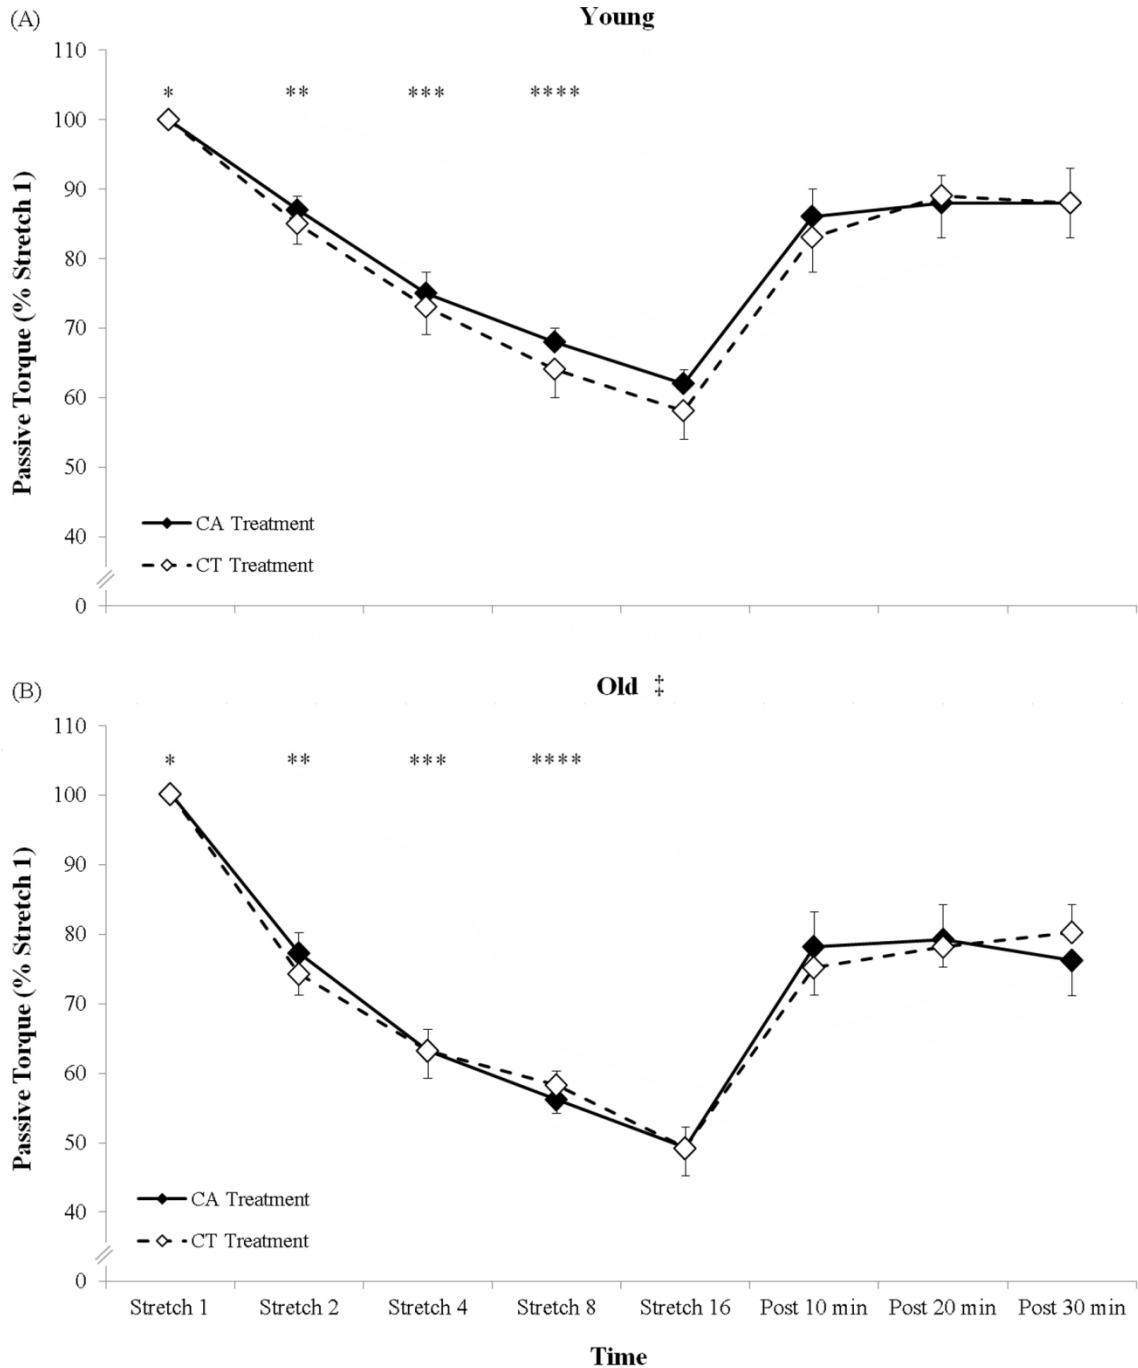 (A)
Young
110
* ** *** ****
100
90
80
70
60
50
40
0
Passive Torque (% Stretch 1)
CA Treatment
CT Treatment
(B)
Old ‡
110
* ** *** ****
100
90
80
70
60
50
40
0
Passive Torque (% Stretch 1)
CA Treatment
CT Treatment
Stretch 1 Stretch 2 Stretch 4 Stretch 8 Stretch 16 Post 10 min Post 20 min Post 30 min
Time